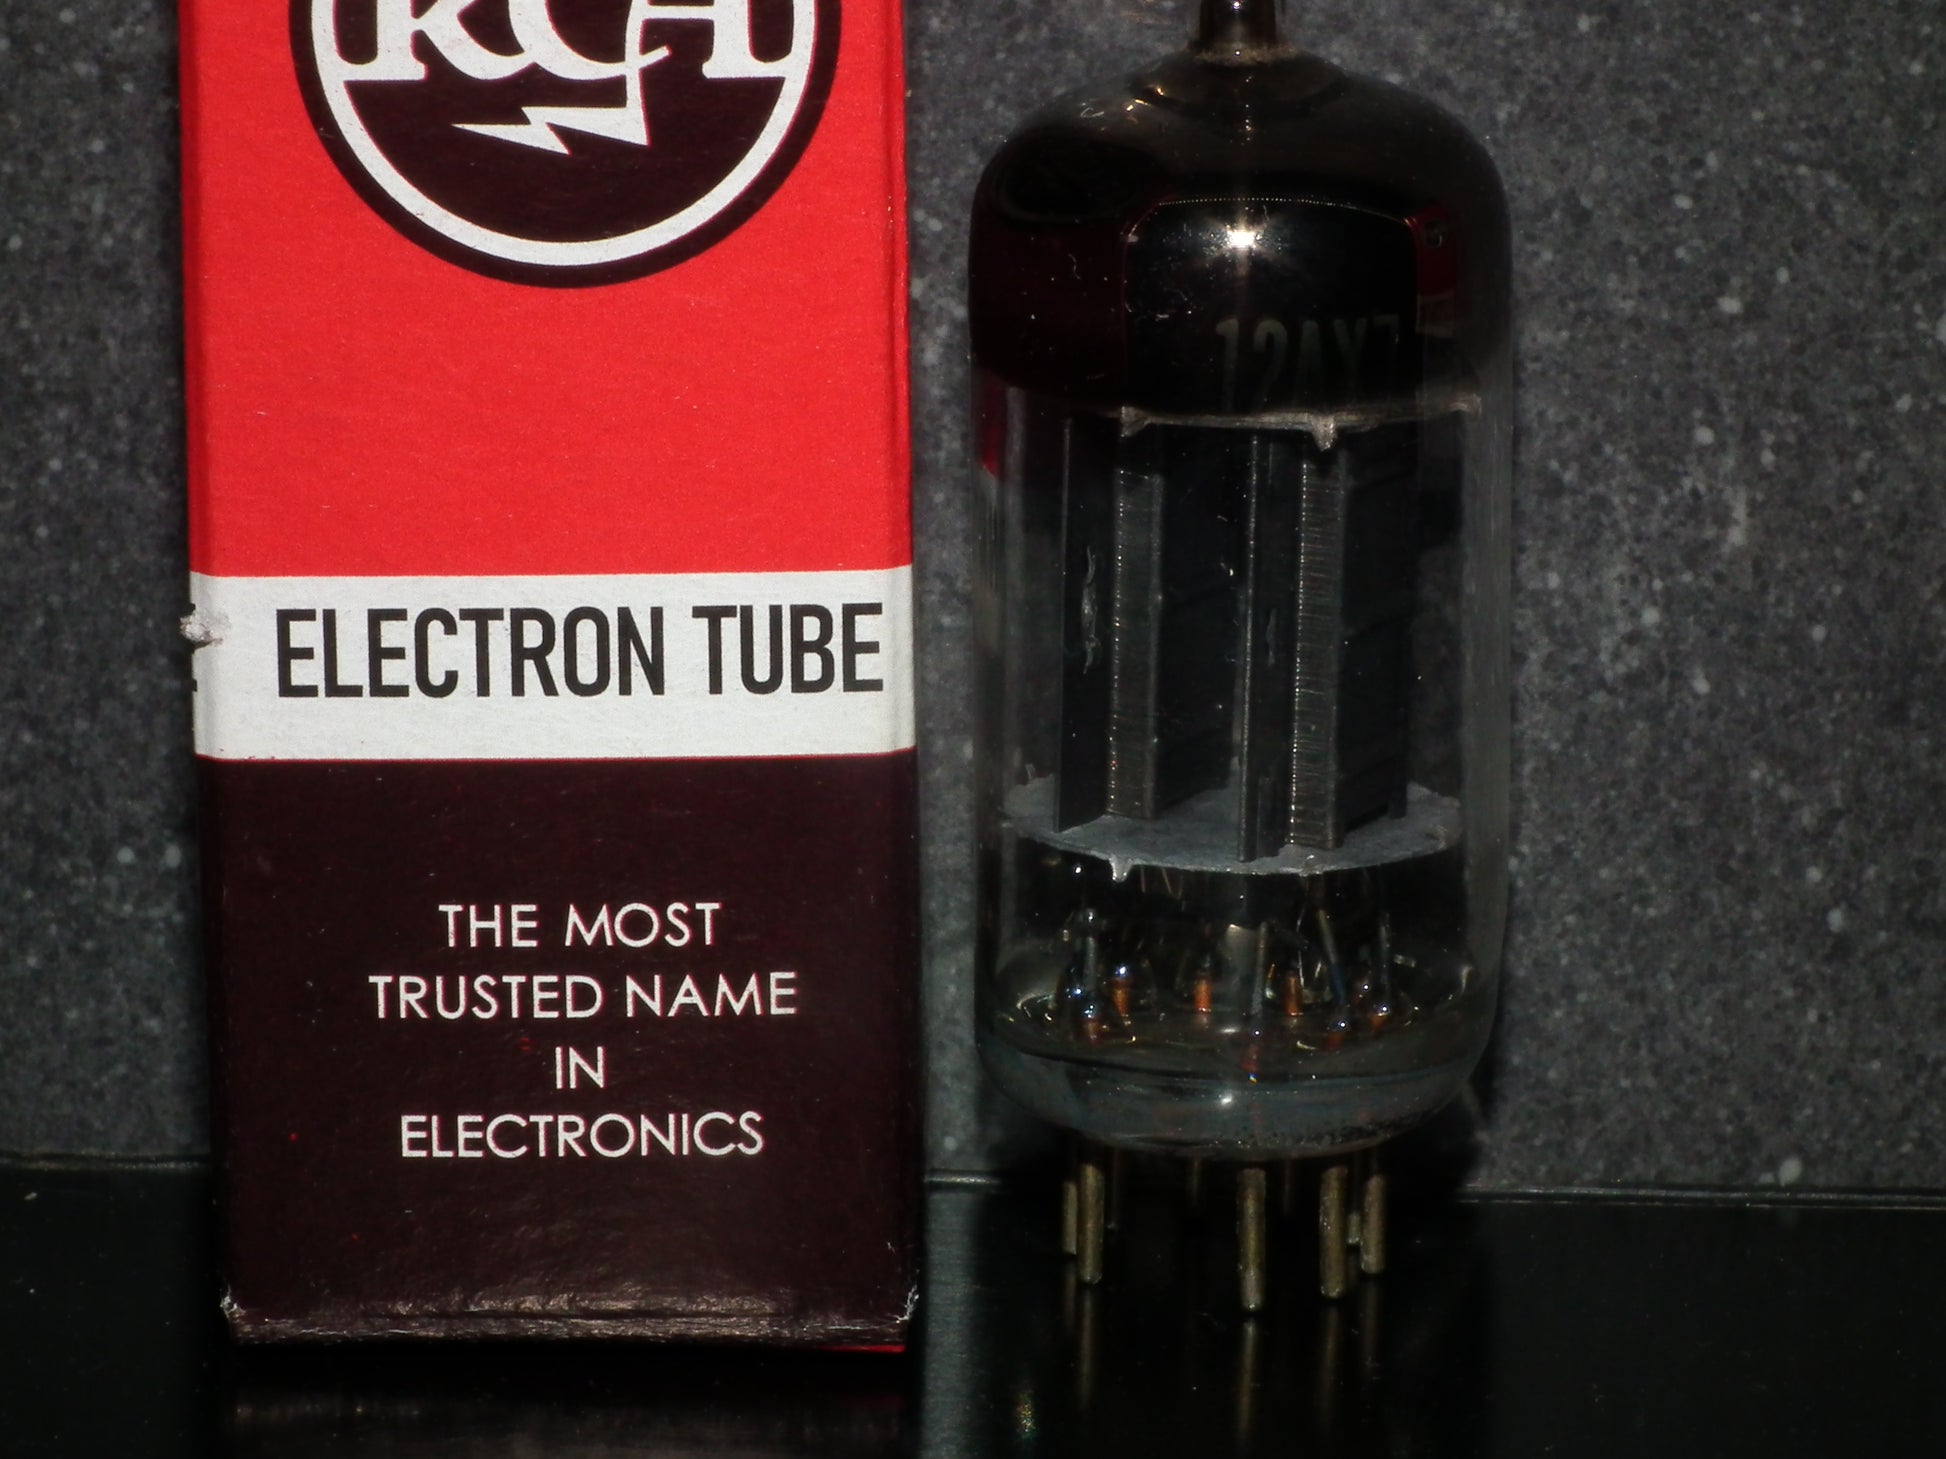 RCA
ELECTRON TUBE
THE MOST
TRUSTED NAME
IN
ELECTRONICS
12AX7